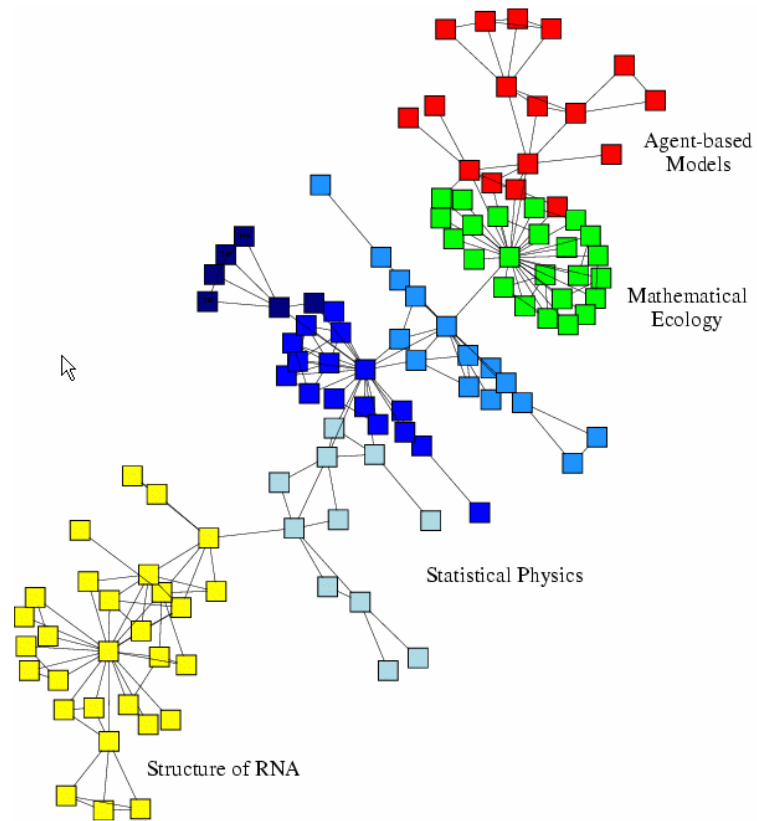 Agent-based
Models
Mathematical
Ecology
Statistical Physics
Structure of RNA